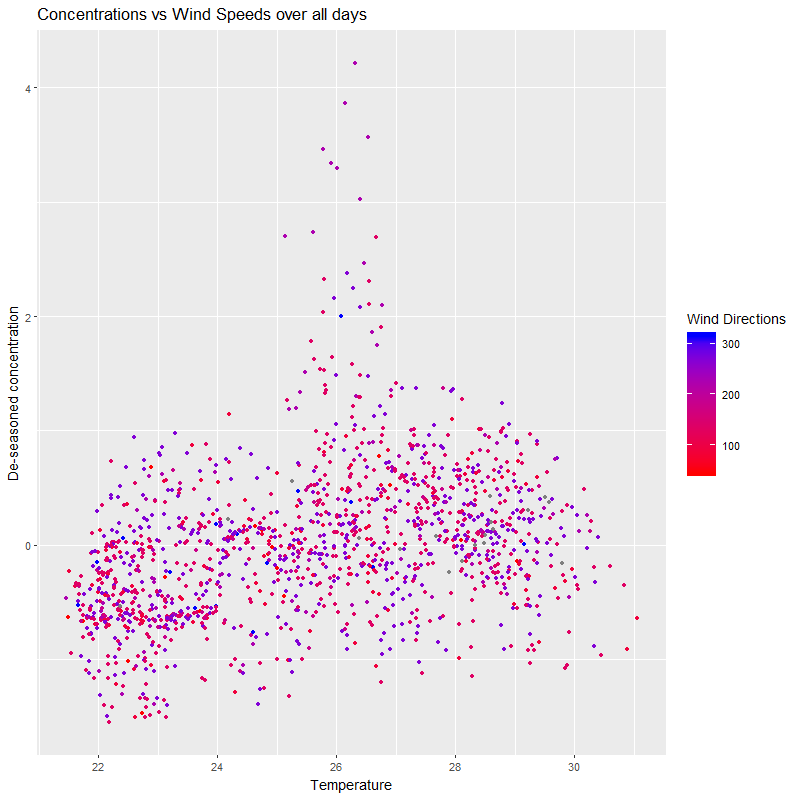 Concentrations vs Wind Speeds over all days
De-seasoned concentration
4
2
0
22
24
26
28
30
Temperature
Wind Directions
300
200
100